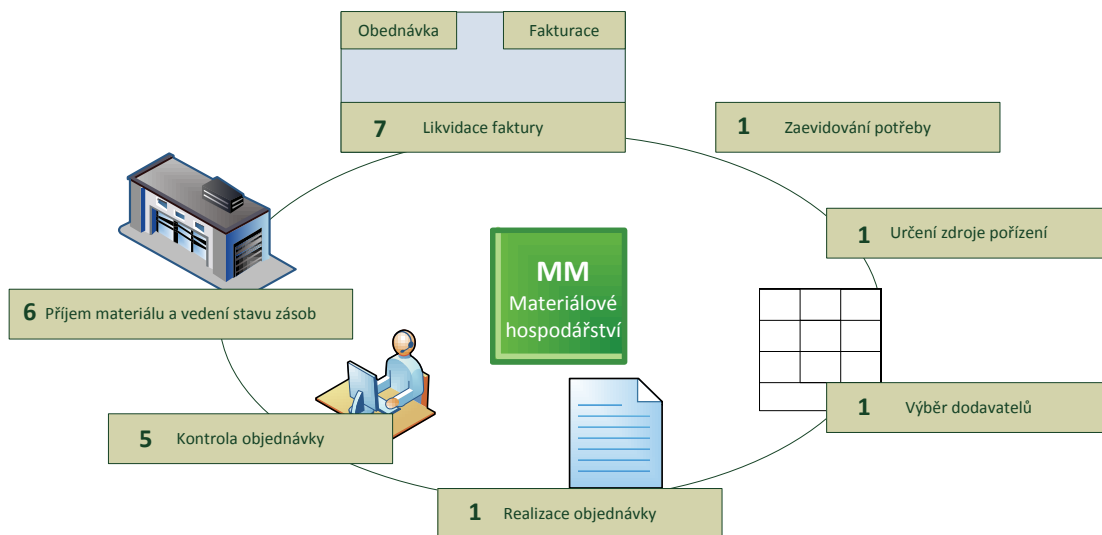 Obednávka
Fakturace
7 Likvidace faktury
1 Zaevidování potřeby
1 Určení zdroje pořízení
MM
Materiálové
hospodářství
6 Příjem materiálu a vedení stavu zásob
1 Výběr dodavatelů
5 Kontrola objednávky
1 Realizace objednávky